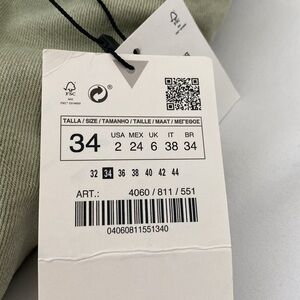 FSC
TALLA / SIZE / TAMANHO / TAILLE / MAAT / ΜΕΓΕΘΟΣ
USA MEX UK IT BR
34 2 24 6 38 34
32 34 36 38 40 42 44
ART.: 4060 / 811 / 551
04060811551340